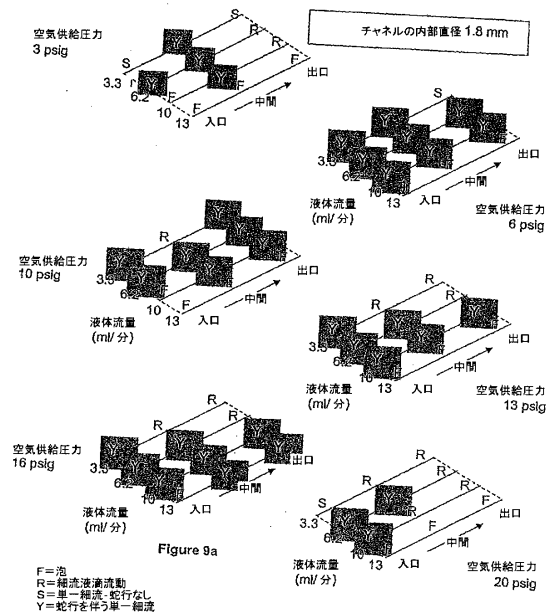 チャネルの内部直径 1.8 mm
空気供給圧力
3 psig
S
R
R
F
Y
Y
Y
Y
S
r
F
F
3.3
6.2
10
13
入口
中間
出口
S
Y
Y
Y
Y
Y
Y
Y
Y
3.3
6.2
10
13
入口
中間
出口
液体流量
(ml/ 分)
空気供給圧力
6 psig
空気供給圧力
10 psig
R
Y
Y
Y
Y
Y
Y
Y
F
3.3
6.2
10
13
入口
中間
出口
液体流量
(ml/ 分)
R
R
R
Y
Y
Y
Y
Y
Y
3.3
6.2
10
13
入口
中間
出口
液体流量
(ml/ 分)
空気供給圧力
13 psig
空気供給圧力
16 psig
R
R
R
Y
Y
Y
Y
Y
Y
Y
Y
3.3
6.2
10
13
入口
中間
出口
液体流量
(ml/ 分)
R
R
R
F
S
R
R
F
Y
Y
Y
3.3
6.2
10
13
入口
中間
出口
液体流量
(ml/ 分)
空気供給圧力
20 psig
Figure 9a
F=泡
R=細流液滴流動
S=単一細流-蛇行なし
Y=蛇行を伴う単一細流